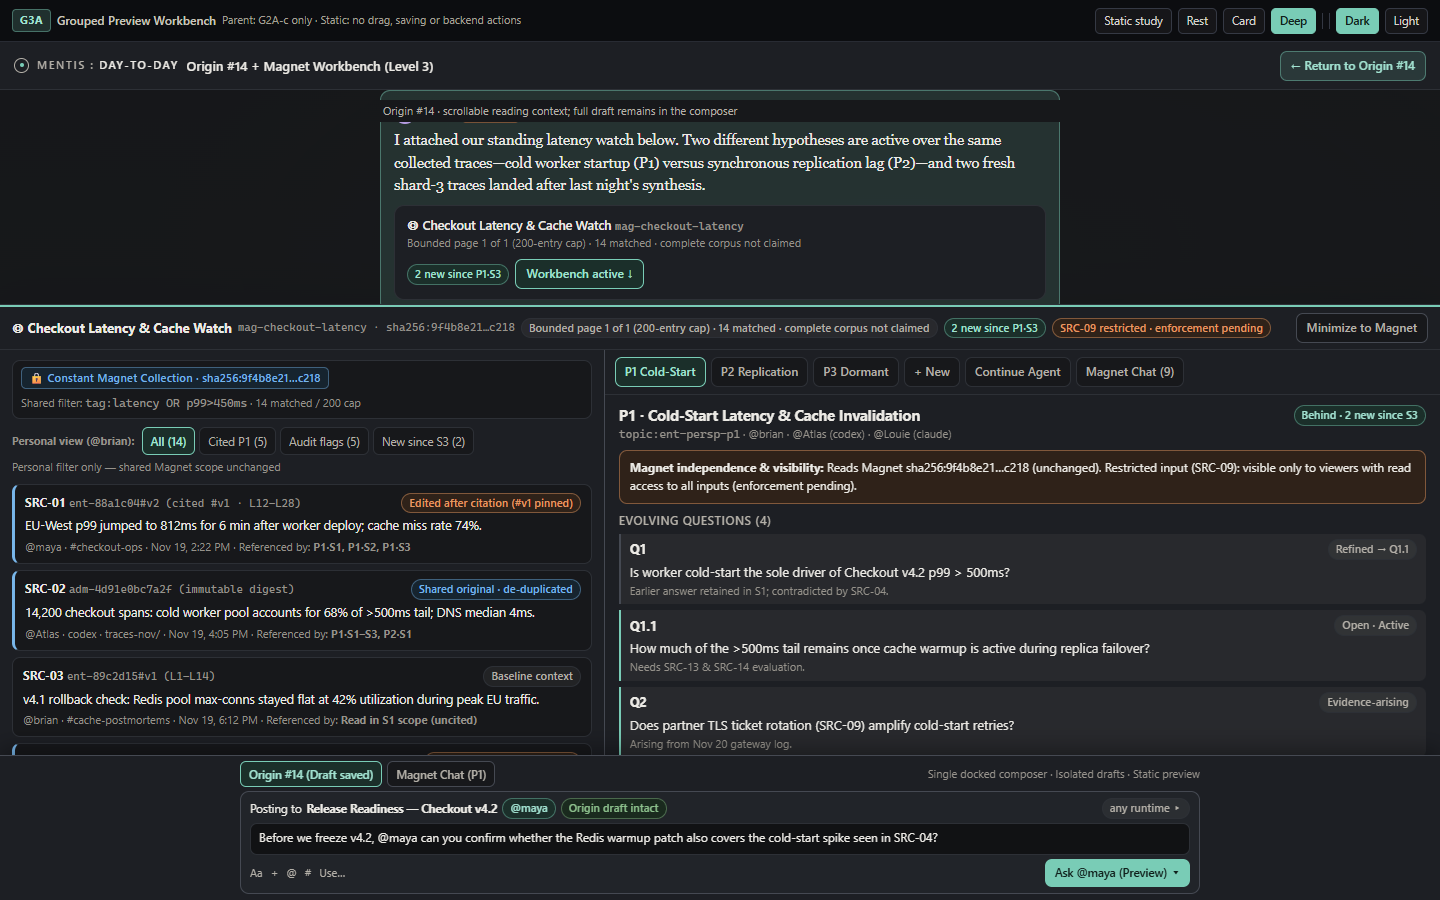 G3A Grouped Preview Workbench Parent: G2A-c only · Static: no drag, saving or backend actions Static study Rest Card Deep Dark Light
MENTIS : DAY-TO-DAY Origin #14 + Magnet Workbench (Level 3) ← Return to Origin #14
Origin #14 · scrollable reading context; full draft remains in the composer
I attached our standing latency watch below. Two different hypotheses are active over the same
collected traces—cold worker startup (P1) versus synchronous replication lag (P2)—and two fresh
shard-3 traces landed after last night's synthesis.
Checkout Latency & Cache Watch mag-checkout-latency
Bounded page 1 of 1 (200-entry cap) · 14 matched · complete corpus not claimed
2 new since P1·S3 Workbench active ↓
Checkout Latency & Cache Watch mag-checkout-latency · sha256:9f4b8e21…c218 Bounded page 1 of 1 (200-entry cap) · 14 matched · complete corpus not claimed 2 new since P1·S3 SRC-09 restricted · enforcement pending Minimize to Magnet
🔒 Constant Magnet Collection · sha256:9f4b8e21…c218
Shared filter: tag:latency OR p99>450ms · 14 matched / 200 cap
Personal view (@brian): All (14) Cited P1 (5) Audit flags (5) New since S3 (2)
Personal filter only — shared Magnet scope unchanged
SRC-01 ent-88a1c04#v2 (cited #v1 · L12–L28) Edited after citation (#v1 pinned)
EU-West p99 jumped to 812ms for 6 min after worker deploy; cache miss rate 74%.
@maya · #checkout-ops · Nov 19, 2:22 PM · Referenced by: P1·S1, P1·S2, P1·S3
SRC-02 adm-4d91e0bc7a2f (immutable digest) Shared original · de-duplicated
14,200 checkout spans: cold worker pool accounts for 68% of >500ms tail; DNS median 4ms.
@Atlas · codex · traces-nov/ · Nov 19, 4:05 PM · Referenced by: P1·S1–S3, P2·S1
SRC-03 ent-89c2d15#v1 (L1–L14) Baseline context
v4.1 rollback check: Redis pool max-conns stayed flat at 42% utilization during peak EU traffic.
@brian · #cache-postmortems · Nov 19, 6:12 PM · Referenced by: Read in S1 scope (uncited)
P1 Cold-Start P2 Replication P3 Dormant + New Continue Agent Magnet Chat (9)
P1 · Cold-Start Latency & Cache Invalidation Behind · 2 new since S3
topic:ent-persp-p1 · @brian · @Atlas (codex) · @Louie (claude)
Magnet independence & visibility: Reads Magnet sha256:9f4b8e21…c218 (unchanged). Restricted input (SRC-09): visible only to viewers with read
access to all inputs (enforcement pending).
EVOLVING QUESTIONS (4)
Q1 Refined → Q1.1
Is worker cold-start the sole driver of Checkout v4.2 p99 > 500ms?
Earlier answer retained in S1; contradicted by SRC-04.
Q1.1 Open · Active
How much of the >500ms tail remains once cache warmup is active during replica failover?
Needs SRC-13 & SRC-14 evaluation.
Q2 Evidence-arising
Does partner TLS ticket rotation (SRC-09) amplify cold-start retries?
Arising from Nov 20 gateway log.
Origin #14 (Draft saved) Magnet Chat (P1) Single docked composer · Isolated drafts · Static preview
Posting to Release Readiness — Checkout v4.2 @maya Origin draft intact any runtime ▸
Before we freeze v4.2, @maya can you confirm whether the Redis warmup patch also covers the cold-start spike seen in SRC-04?
Aa + @ # Use… Ask @maya (Preview) ▾